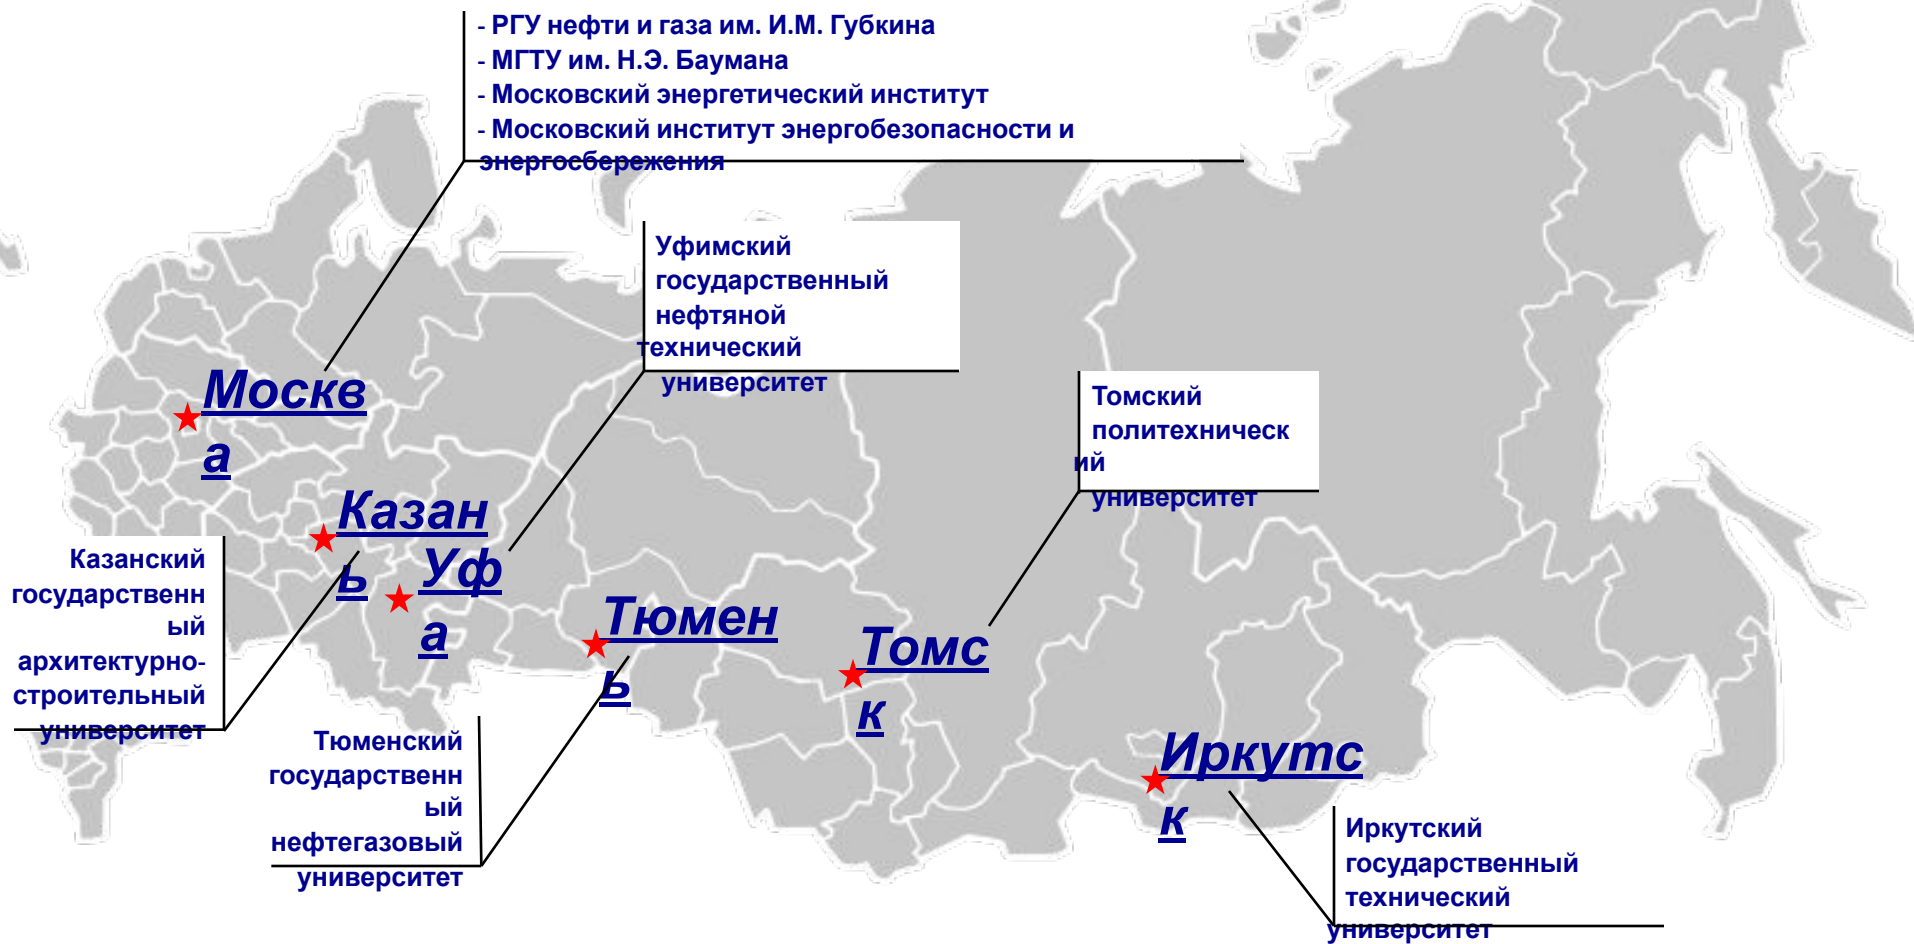 - РГУ нефти и газа им. И.М. Губкина
- МГТУ им. Н.Э. Баумана
- Московский энергетический институт
- Московский институт энергобезопасности и
энергосбережения
Уфимский
государственный
нефтяной
технический
университет
Москв
а
Томский
политехническ
ий
университет
Казан
ь
Уф
а
Казанский
государственн
ый
архитектурно-
строительный
университет
Тюмен
ь
Томс
к
Тюменский
государственн
ый
нефтегазовый
университет
Иркутс
к
Иркутский
государственный
технический
университет